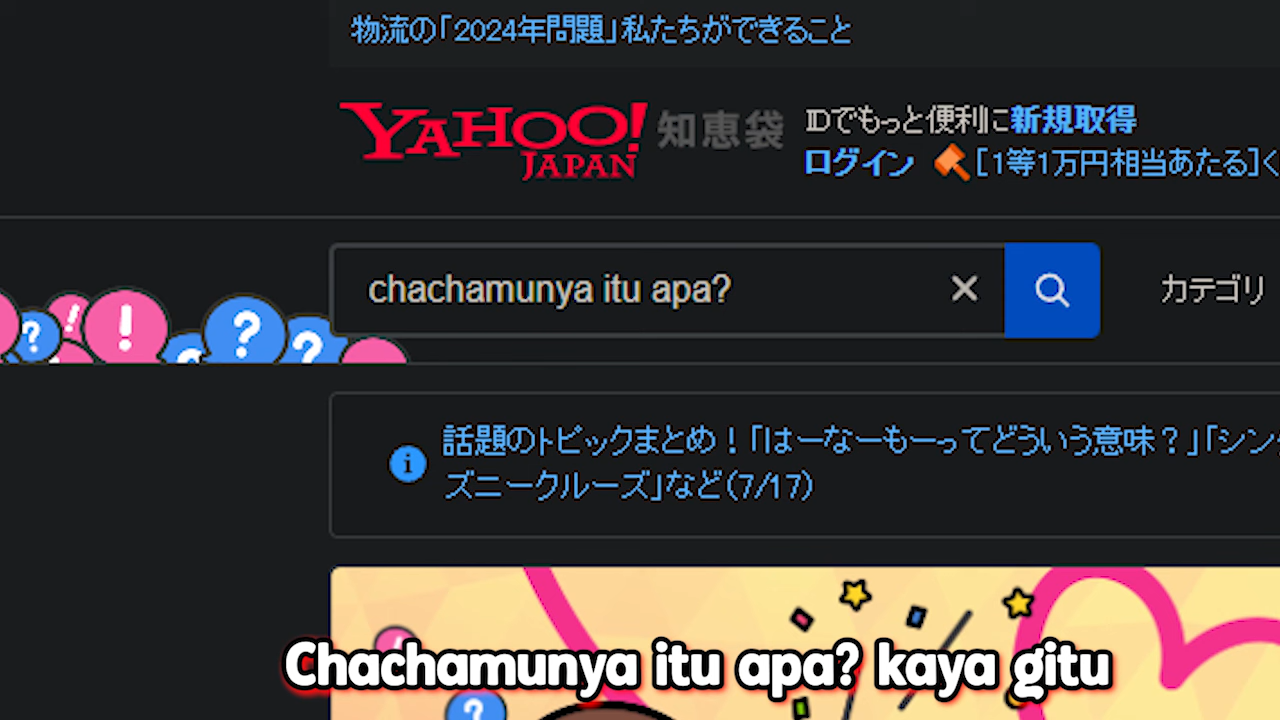 物流の「2024年問題」私たちができること
YAHOO! JAPAN 知恵袋
IDでもっと便利に新規取得
ログイン [1等1万円相当あたる]く
chachamunya itu apa?
カテゴリ
話題のトピックまとめ！「はーなーもーってどういう意味？」「シン
ズニークルーズ」など(7/17)
Chachamunya itu apa? kaya gitu